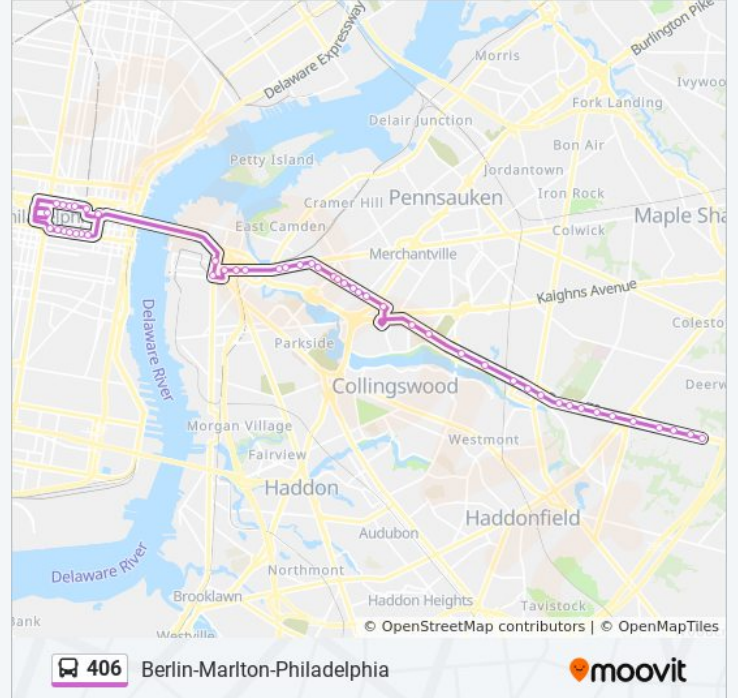 Delaware Expressway
Burlington Pike
Morris
Ivywoo
Fork Landing
Delair Junction
Bon Air
Petty Island
Jordantown
Cramer Hill
Pennsauken
Iron Rock
Maple Sha
East Camden
Colwick
Merchantville
Kaighns Avenue
Delaware River
Colesto
Parkside
Collingswood
Deerw
Morgan Village
Westmont
Fairview
Haddon
Haddonfield
Audubon
Delaware River
Northmont
Brooklawn
Haddon Heights
Tavistock
Bank
Westville
© OpenStreetMap contributors | © OpenMapTiles
406 Berlin-Marlton-Philadelphia
moovit